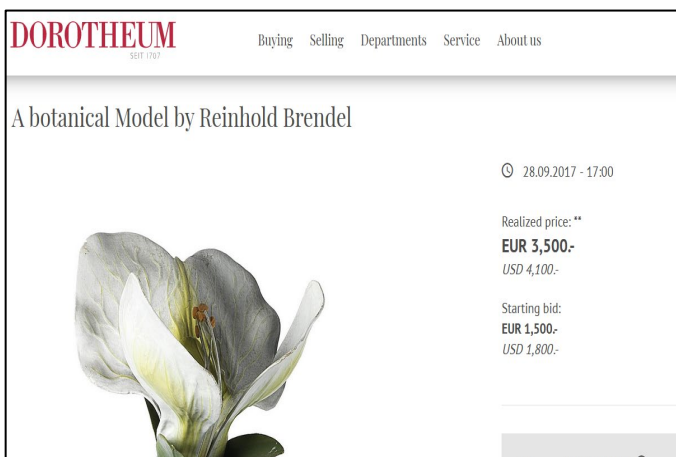 DOROTHEUM
SEIT 1707
Buying Selling Departments Service About us
A botanical Model by Reinhold Brendel
28.09.2017 - 17:00
Realized price: **
EUR 3,500.-
USD 4,100.-
Starting bid:
EUR 1,500.-
USD 1,800.-